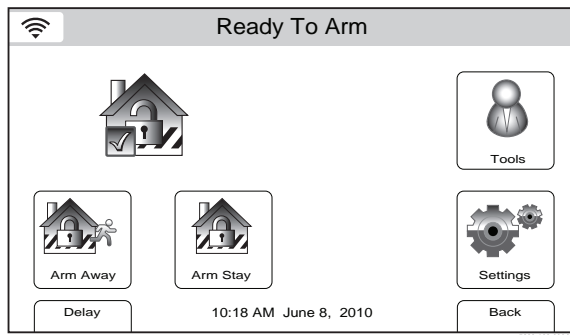 Ready To Arm
Tools
Arm Away
Arm Stay
Settings
Delay
10:18 AM June 8, 2010
Back